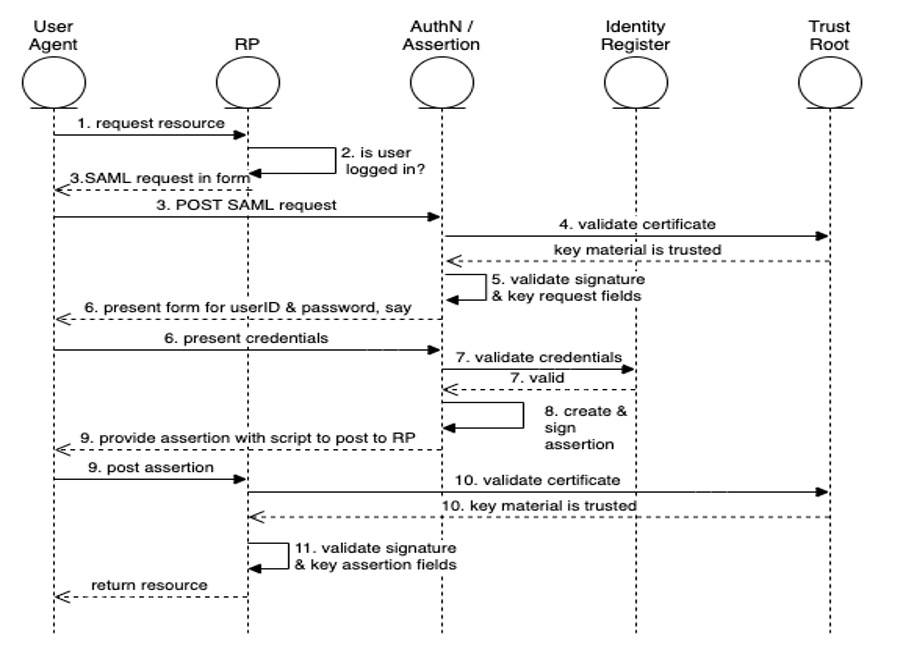 User
Agent
RP
AuthN /
Assertion
Identity
Register
Trust
Root
1. request resource
2. is user
logged in?
3.SAML request in form
3. POST SAML request
4. validate certificate
key material is trusted
5. validate signature
& key request fields
6. present form for userID & password, say
6. present credentials
7. validate credentials
7. valid
8. create &
sign
assertion
9. provide assertion with script to post to RP
9. post assertion
10. validate certificate
10. key material is trusted
11. validate signature
& key assertion fields
return resource